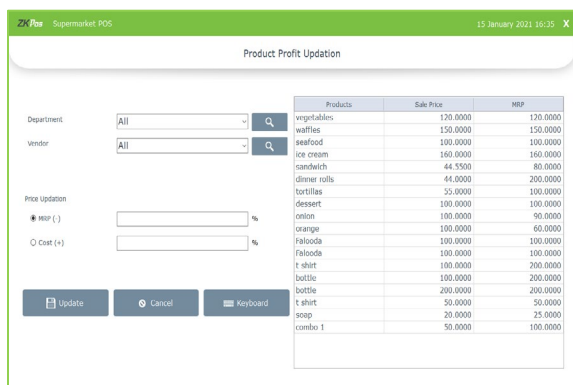 ZKPos Supermarket POS 15 January 2021 16:35 X
Product Profit Updation
Department All
Vendor All
Price Updation
MRP (-) %
Cost (+) %
Update Cancel Keyboard
Products Sale Price MRP
vegetables 120.0000 120.0000
waffles 150.0000 150.0000
seafood 100.0000 100.0000
ice cream 160.0000 160.0000
sandwich 44.5500 80.0000
dinner rolls 44.0000 200.0000
tortillas 55.0000 100.0000
dessert 100.0000 100.0000
onion 100.0000 90.0000
orange 100.0000 60.0000
Falooda 100.0000 100.0000
Falooda 100.0000 100.0000
t shirt 100.0000 200.0000
bottle 100.0000 200.0000
bottle 200.0000 200.0000
t shirt 50.0000 50.0000
soap 20.0000 25.0000
combo 1 50.0000 100.0000